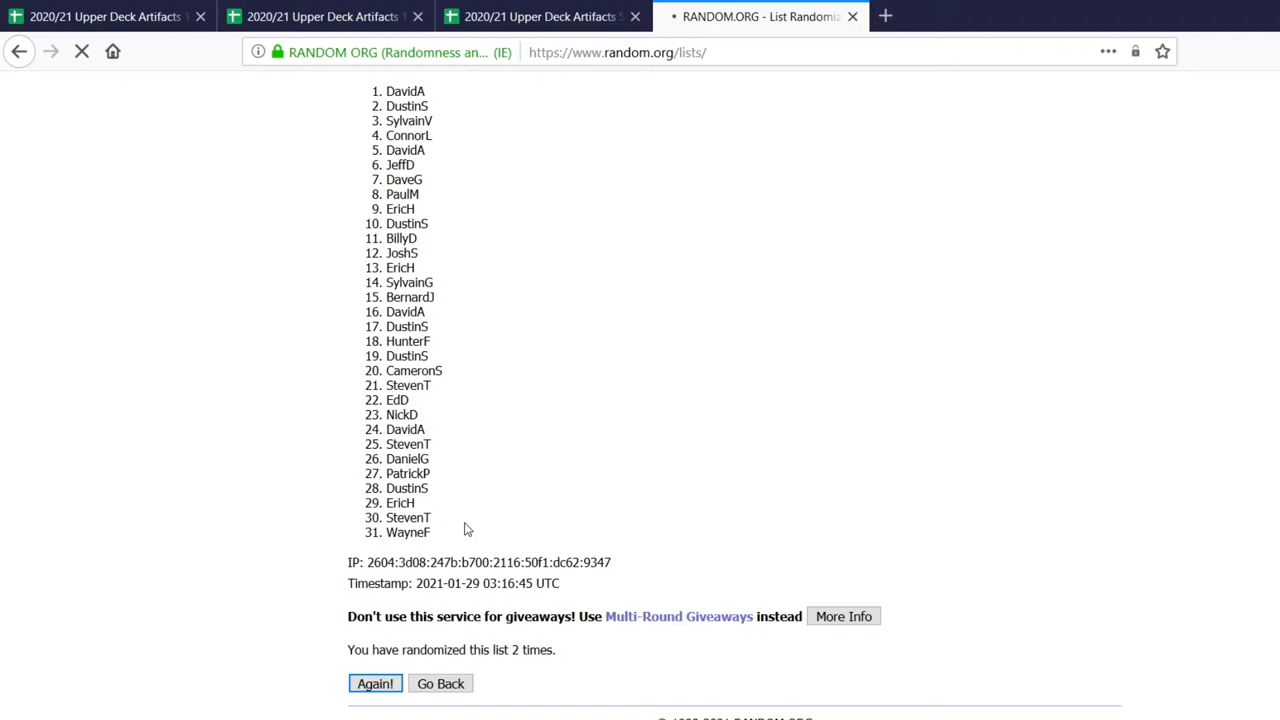 2020/21 Upper Deck Artifacts 1
2020/21 Upper Deck Artifacts 1
2020/21 Upper Deck Artifacts 5
RANDOM.ORG - List Randomiz
RANDOM ORG (Randomness an... (IE)
https://www.random.org/lists/
1. DavidA
2. DustinS
3. SylvainV
4. ConnorL
5. DavidA
6. JeffD
7. DaveG
8. PaulM
9. EricH
10. DustinS
11. BillyD
12. JoshS
13. EricH
14. SylvainG
15. BernardJ
16. DavidA
17. DustinS
18. HunterF
19. DustinS
20. CameronS
21. StevenT
22. EdD
23. NickD
24. DavidA
25. StevenT
26. DanielG
27. PatrickP
28. DustinS
29. EricH
30. StevenT
31. WayneF
IP: 2604:3d08:247b:b700:2116:50f1:dc62:9347
Timestamp: 2021-01-29 03:16:45 UTC
Don't use this service for giveaways! Use Multi-Round Giveaways instead More Info
You have randomized this list 2 times.
Again! Go Back